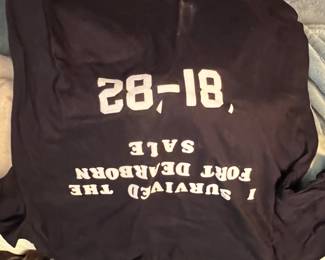 I SURVIVED THE
FORT DEARBORN
SALE
'81-'82